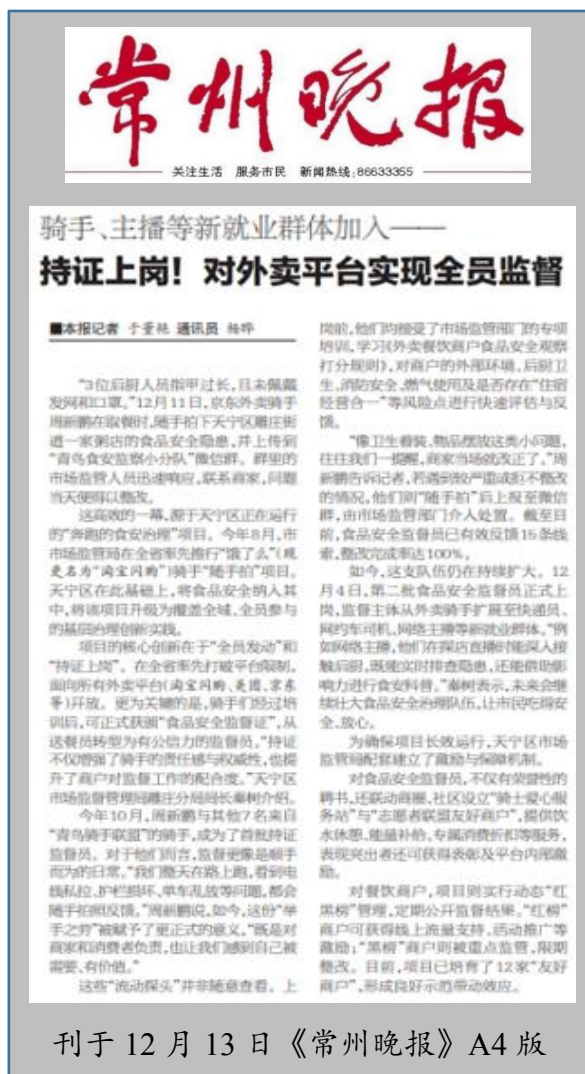 常州晚报
关注生活 服务市民 新闻热线:86633355
骑手、主播等新就业群体加入——
持证上岗！对外卖平台实现全员监督
■本报记者 于董桃 通讯员 杨晔
“3位后厨人员指甲过长，且未佩戴
发网和口罩。”12月11日，京东外卖骑手
周新鹏在取餐时，随手拍下天宁区雕庄街
道一家粥店的食品安全隐患，并上传到
“青鸟食安监察小分队”微信群。群里的
市场监管人员迅速响应，联系商家，问题
当天便得以整改。
这高效的一幕，源于天宁区正在运行
的“奔跑的食安治理”项目。今年8月，市
市场监管局在全省率先推行“饿了么”(现
更名为“淘宝闪购”)骑手“随手拍”项目。
天宁区在此基础上，将食品安全纳入其
中，将该项目升级为覆盖全域、全员参与
的基层治理创新实践。
项目的核心创新在于“全员发动”和
“持证上岗”。在全省率先打破平台限制，
面向所有外卖平台(淘宝闪购、美团、京东
等)开放。更为关键的是，骑手们经过培
训后，可正式获颁“食品安全监督证”，从
送餐员转型为有公信力的监督员。“持证
不仅增强了骑手的责任感与权威性，也提
升了商户对监督工作的配合度。”天宁区
市场监督管理局雕庄分局局长秦树介绍。
今年10月，周新鹏与其他7名来自
“青鸟骑手联盟”的骑手，成为了首批持证
监督员。对于他们而言，监督更像是顺手
而为的日常。“我们整天在路上跑，看到电
线私拉、护栏损坏、单车乱放等问题，都会
随手拍照反馈。”周新鹏说，如今，这份“举
手之劳”被赋予了更正式的意义，“既是对
商家和消费者负责，也让我们感到自己被
需要、有价值。”
这些“流动探头”并非随意查看。上
岗前，他们均接受了市场监管部门的专项
培训，学习《外卖餐饮商户食品安全观察
打分规则》，对商户的外部环境、后厨卫
生、消防安全、燃气使用及是否存在“住宿
经营合一”等风险点进行快速评估与反
馈。
“像卫生着装、物品摆放这类小问题，
往往我们一提醒，商家当场就改正了。”周
新鹏告诉记者，若遇到较严重或拒不整改
的情况，他们则“随手拍”后上报至微信
群，由市场监管部门介入处置。截至目
前，食品安全监督员已有效反馈15条线
索，整改完成率达100%。
如今，这支队伍仍在持续扩大。12
月4日，第二批食品安全监督员正式上
岗，监督主体从外卖骑手扩展至快递员、
网约车司机、网络主播等新就业群体。“例
如网络主播，他们在探店直播时能深入接
触后厨，既能实时排查隐患，还能借助影
响力进行食安科普。”秦树表示，未来会继
续壮大食品安全治理队伍，让市民吃得安
全、放心。
为确保项目长效运行，天宁区市场
监管局配套建立了激励与保障机制。
对食品安全监督员，不仅有荣誉性的
聘书，还联动商圈、社区设立“骑士爱心服
务站”与“志愿者联盟友好商户”，提供饮
水休憩、能量补给、专属消费折扣等服务，
表现突出者还可获得表彰及平台内部激
励。
对餐饮商户，项目则实行动态“红
黑榜”管理，定期公开监督结果。“红榜”
商户可获得线上流量支持、活动推广等
激励；“黑榜”商户则被重点监管，限期
整改。目前，项目已培育了12家“友好
商户”，形成良好示范带动效应。
刊于12月13日《常州晚报》A4版